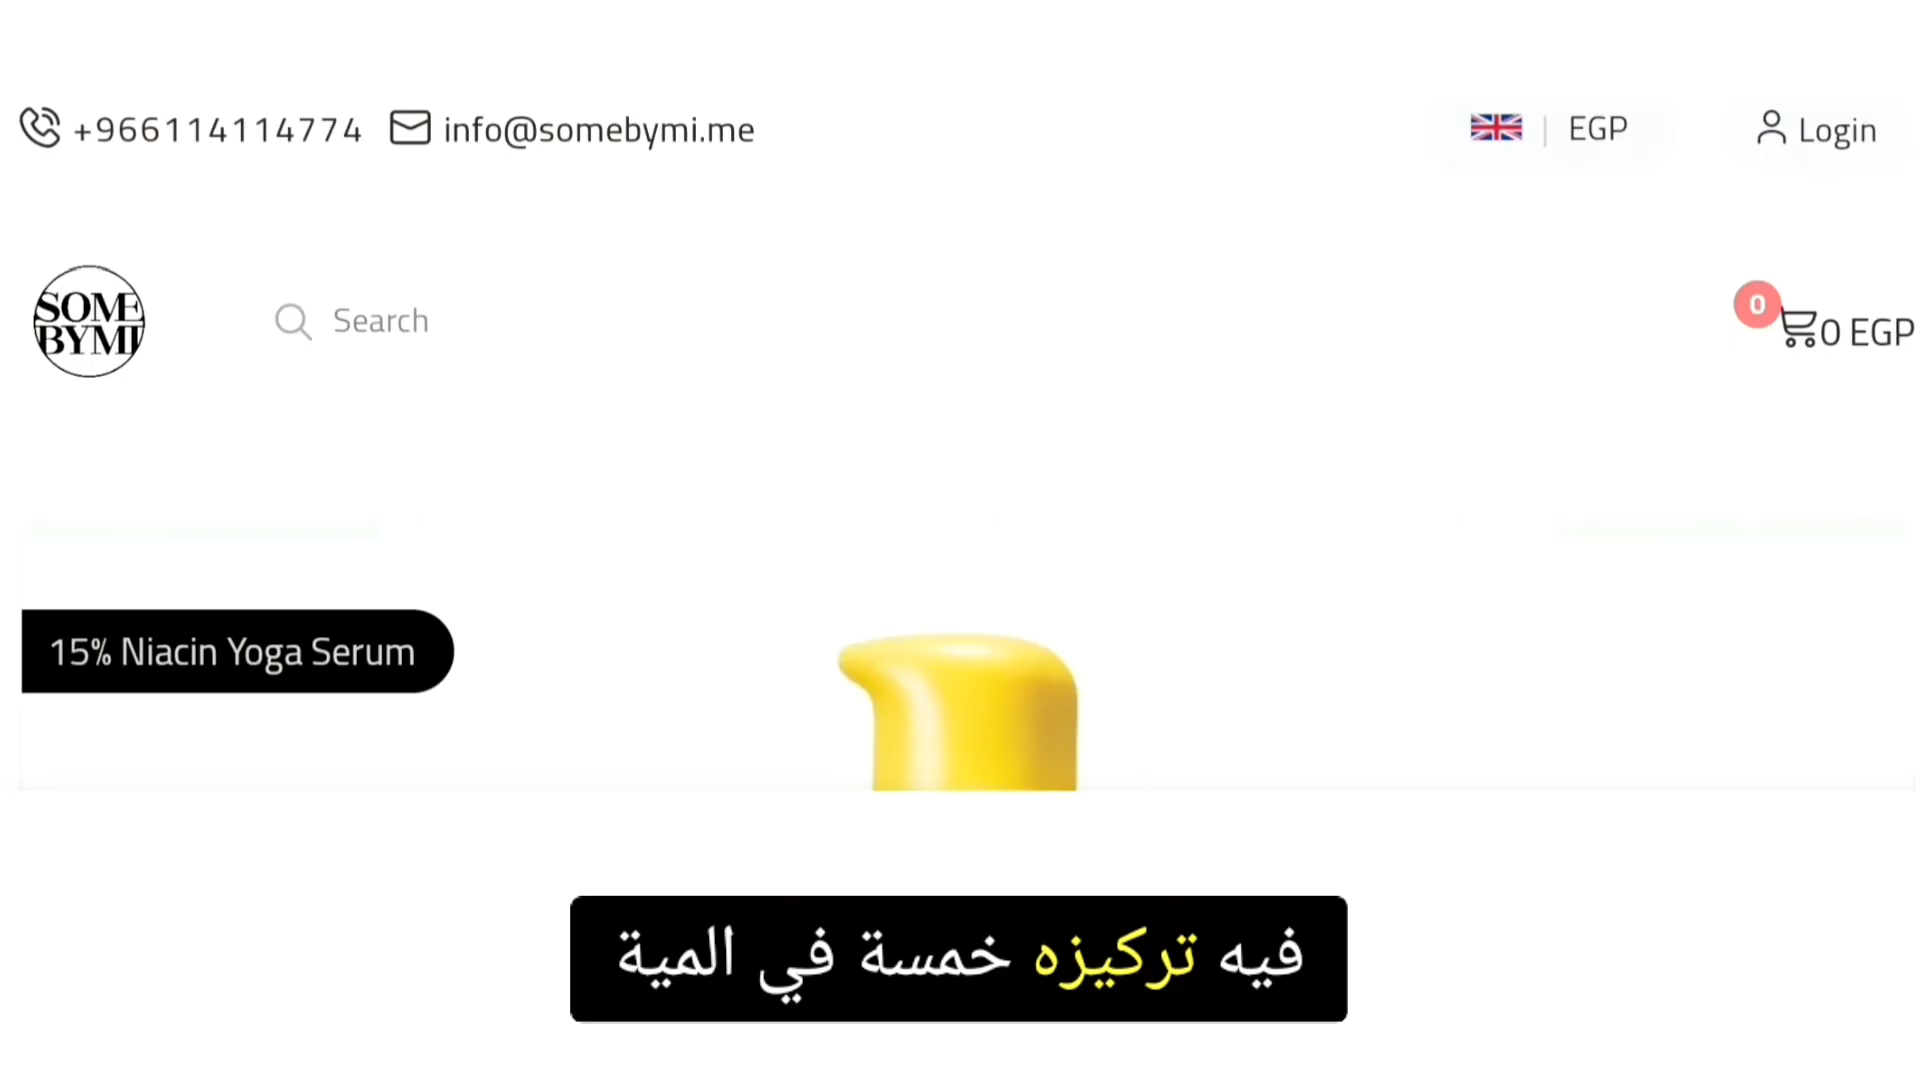 +966114114774 info@somebymi.me EGP Login
SOME
BYMI
Search
0
0 EGP
15% Niacin Yoga Serum
فيه تركيزه خمسة في المية